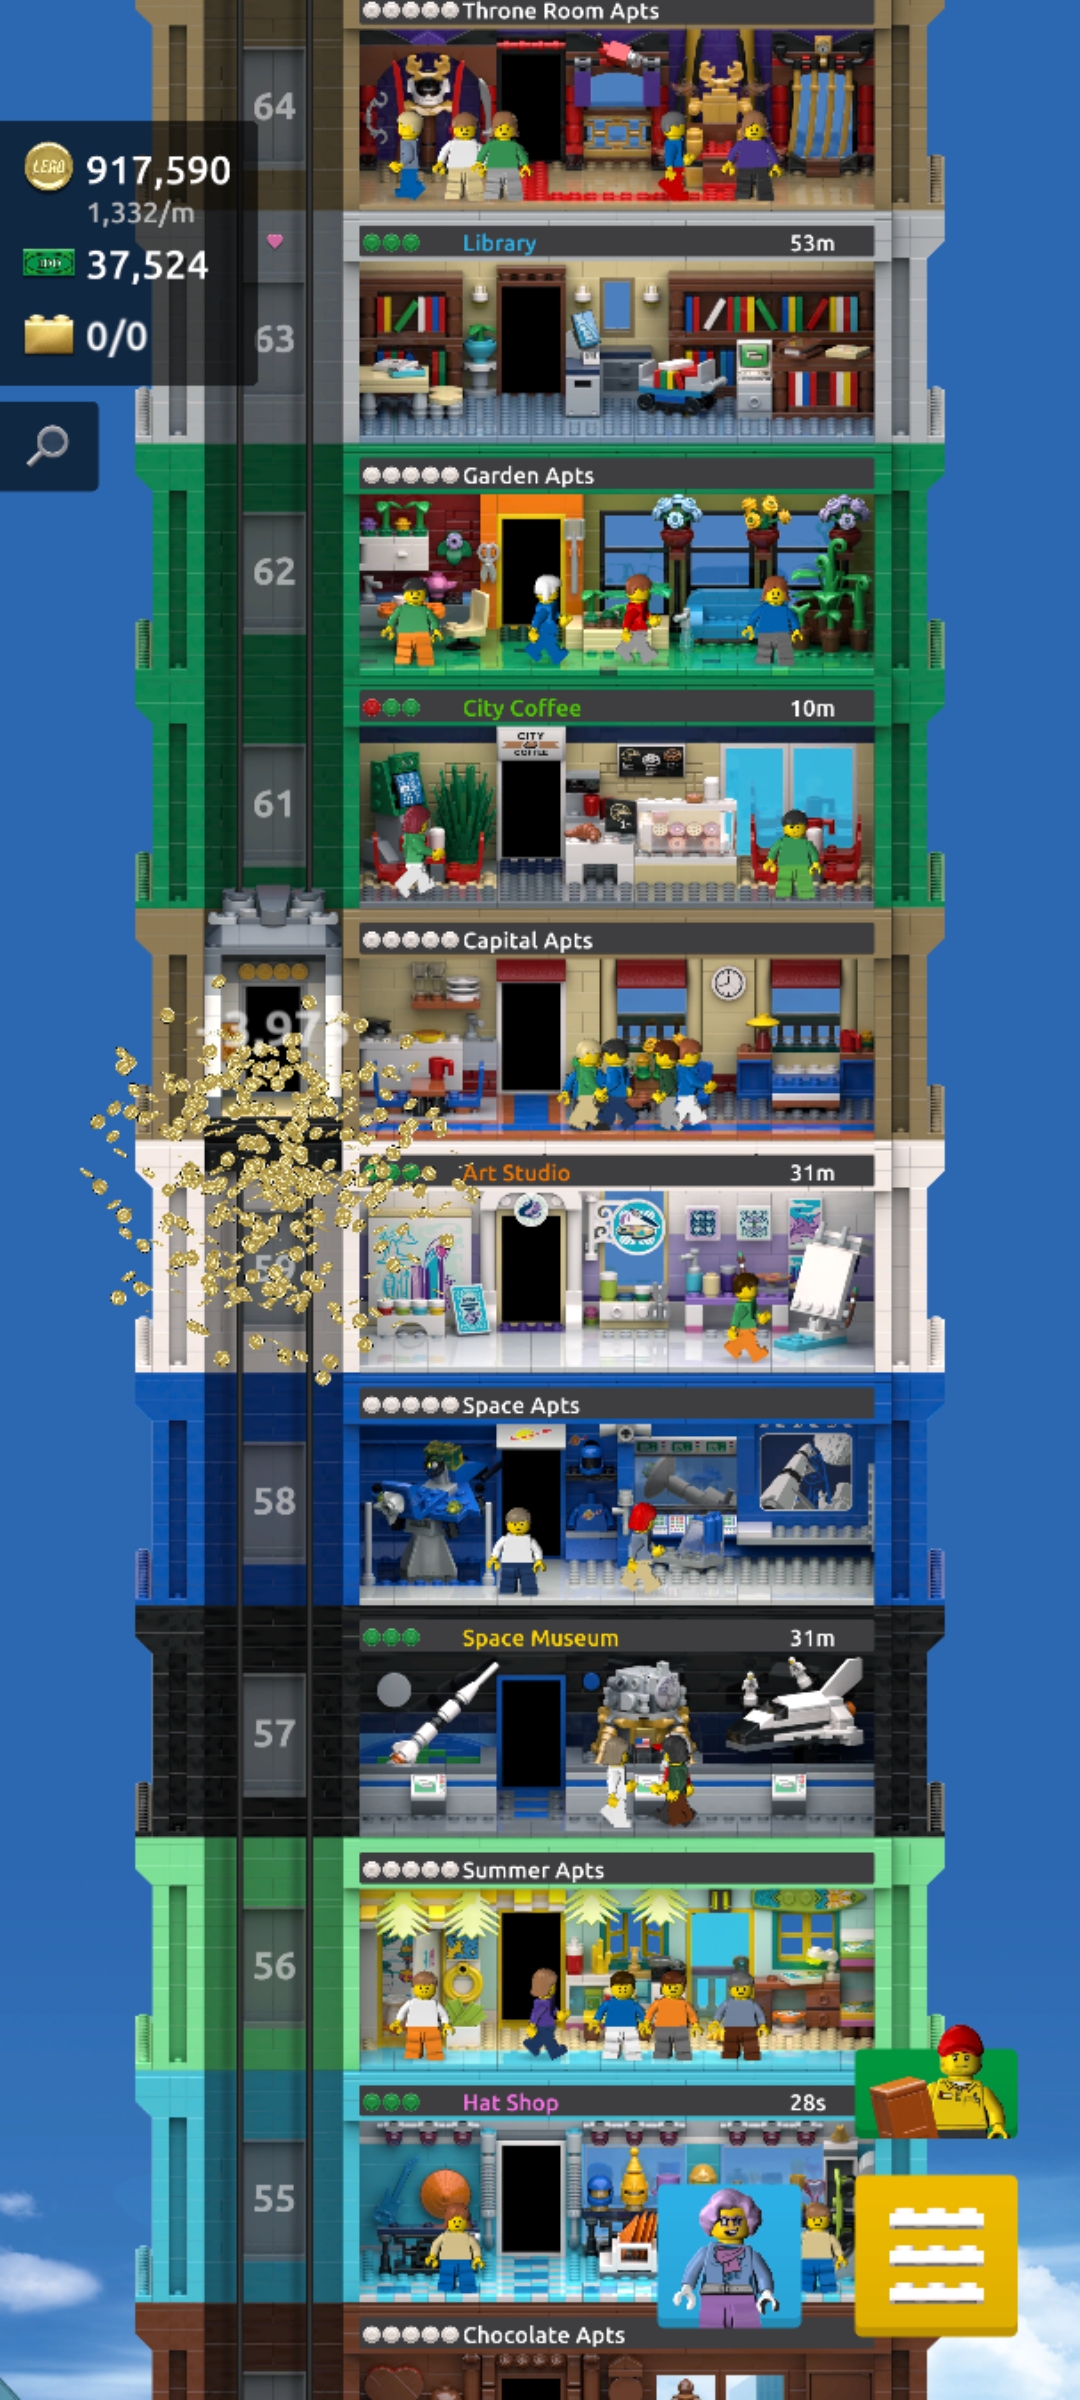 Throne Room Apts
64
LEGO
917,590
1,332/m
37,524
0/0
Library 53m
63
Garden Apts
62
City Coffee 10m
CITY
COFFEE
61
Capital Apts
Art Studio 31m
59
Space Apts
58
Space Museum 31m
57
Summer Apts
56
Hat Shop 28s
55
Chocolate Apts